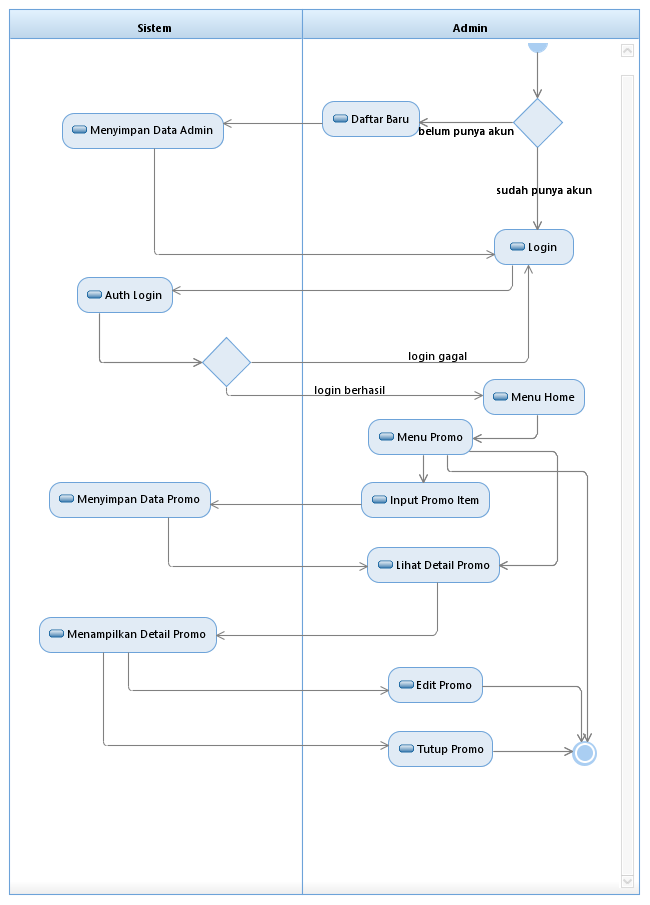 Sistem
Admin
Daftar Baru
Menyimpan Data Admin
belum punya akun
sudah punya akun
Login
Auth Login
login gagal
login berhasil
Menu Home
Menu Promo
Menyimpan Data Promo
Input Promo Item
Lihat Detail Promo
Menampilkan Detail Promo
Edit Promo
Tutup Promo